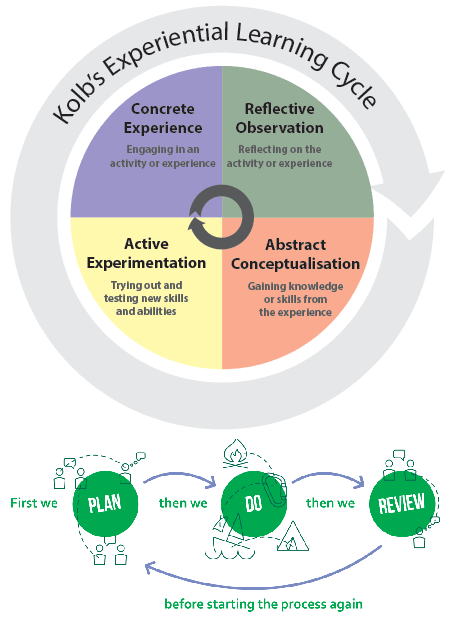 Kolb's Experiential Learning Cycle
Concrete
Experience
Engaging in an
activity or experience
Reflective
Observation
Reflecting on the
activity or experience
Active
Experimentation
Trying out and
testing new skills
and abilities
Abstract
Conceptualisation
Gaining knowledge
or skills from
the experience
First we
PLAN
then we
DO
then we
REVIEW
before starting the process again